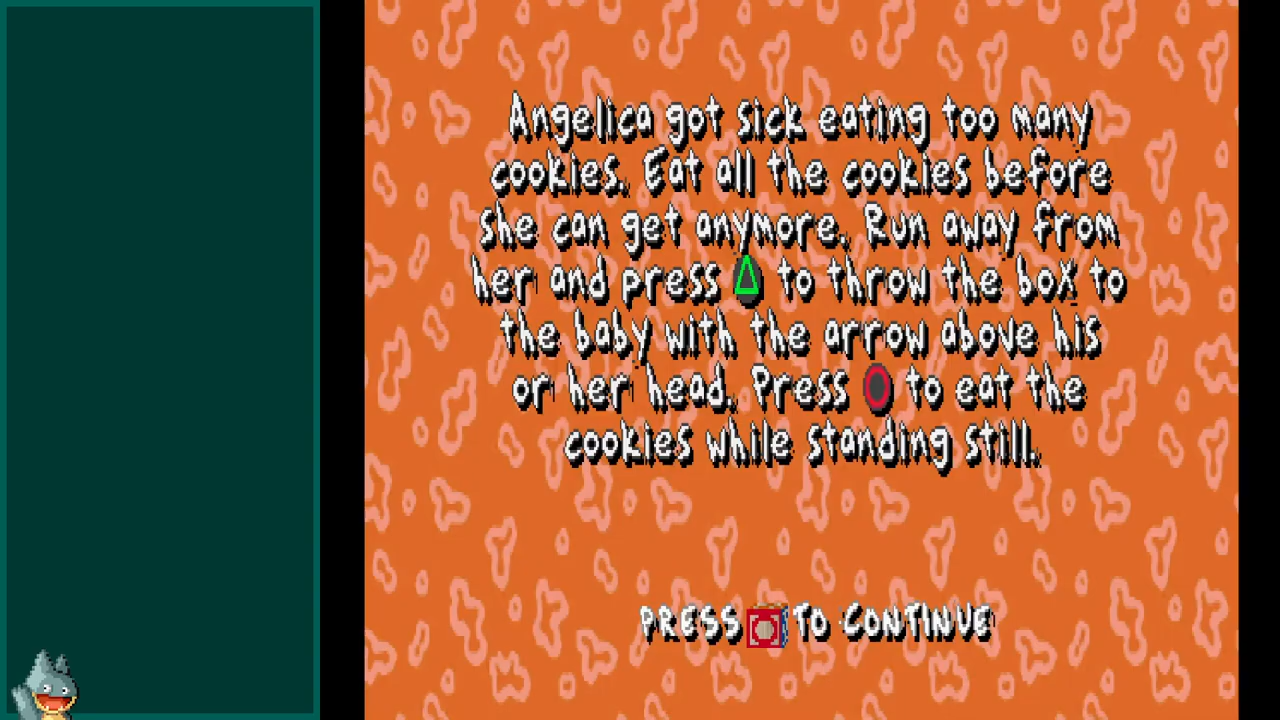 Angelica got sick eating too many
cookies. Eat all the cookies before
she can get anymore. Run away from
her and press to throw the box to
the baby with the arrow above his
or her head. Press to eat the
cookies while standing still.
PRESS TO CONTINUE